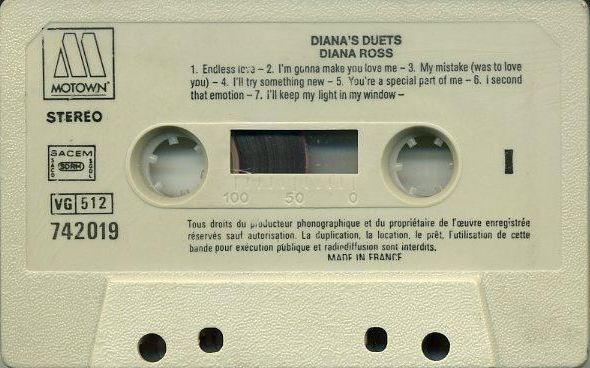 DIANA'S DUETS
DIANA ROSS
1. Endless love – 2. I'm gonna make you love me – 3. My mistake (was to love
you) – 4. I'll try something new – 5. You're a special part of me – 6. i second
that emotion – 7. i'll keep my light in my window –
MOTOWN
STEREO
SACEM
SACD SDRM SGDL
VG 512
742019
100 50 0
I
Tous droits du producteur phonographique et du propriétaire de l'œuvre enregistrée
réservés sauf autorisation. La duplication, la location, le prêt, l'utilisation de cette
bande pour exécution publique et radiodiffusion sont interdits.
MADE IN FRANCE